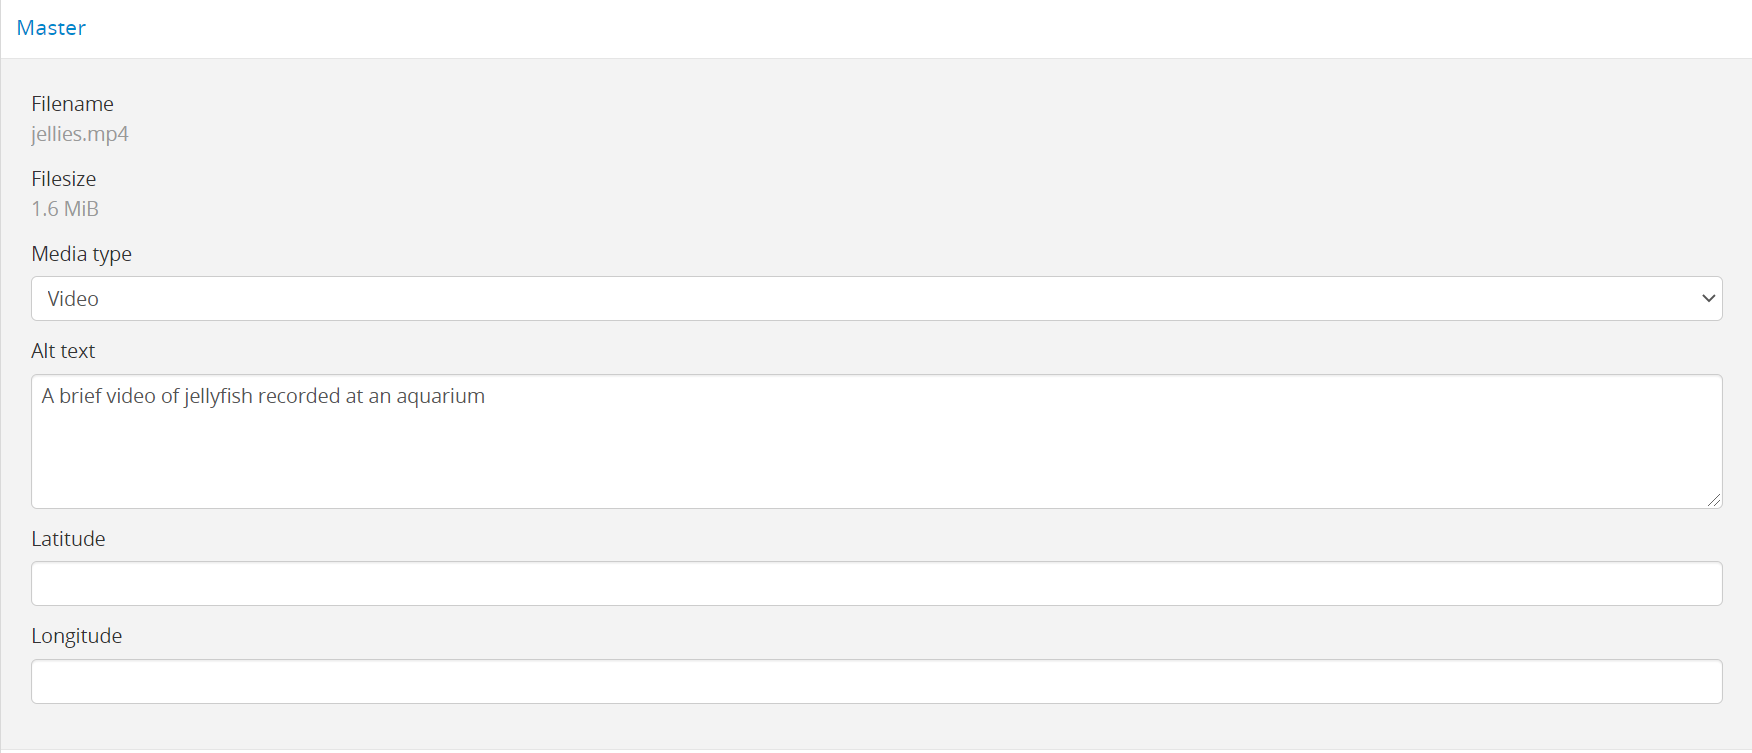 Master
Filename
jellies.mp4
Filesize
1.6 MiB
Media type
Video
Alt text
A brief video of jellyfish recorded at an aquarium
Latitude
Longitude